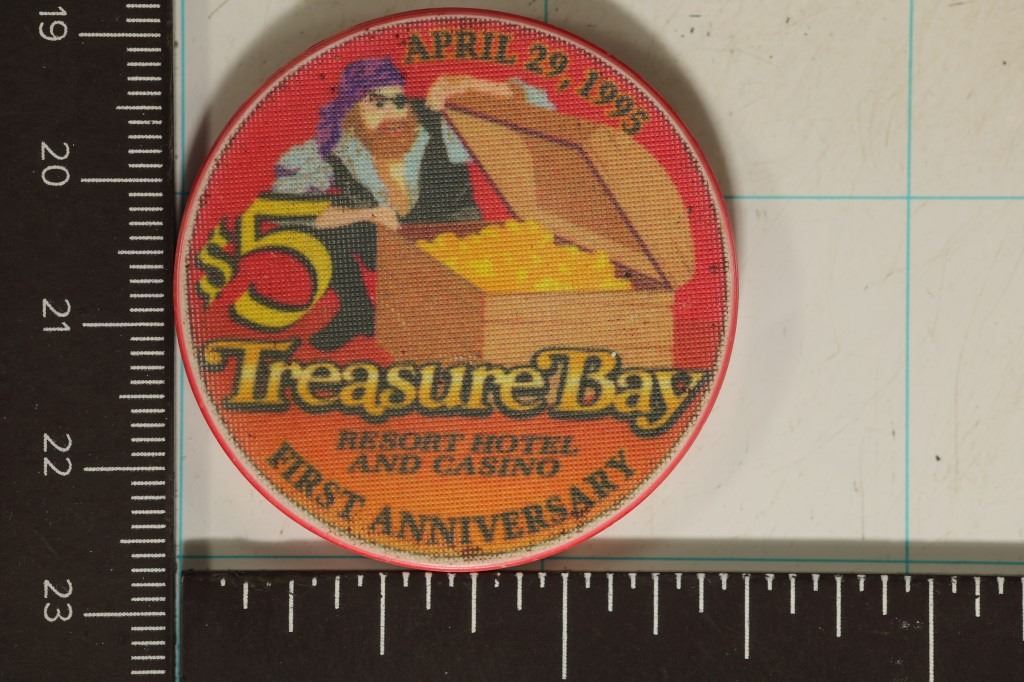 APRIL 29, 1995
$5
Treasure Bay
RESORT HOTEL
AND CASINO
FIRST ANNIVERSARY
19
20
21
22
23